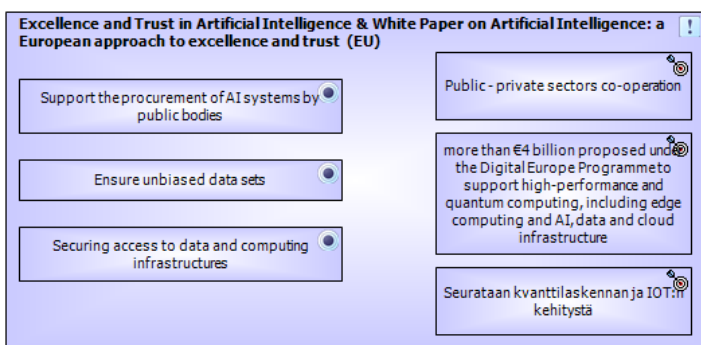 Excellence and Trust in Artificial Intelligence & White Paper on Artificial Intelligence: a
European approach to excellence and trust (EU)
Support the procurement of AI systems by
public bodies
Ensure unbiased data sets
Securing access to data and computing
infrastructures
Public - private sectors co-operation
more than €4 billion proposed under
the Digital Europe Programme to
support high-performance and
quantum computing, including edge
computing and AI, data and cloud
infrastructure
Seurataan kvanttilaskennan ja IOT:n
kehitystä